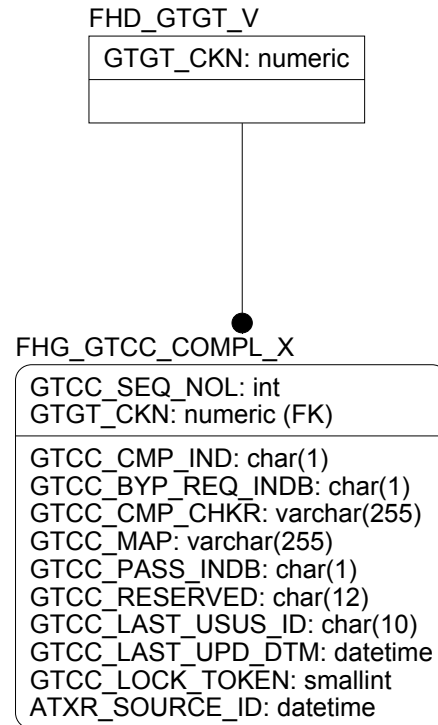 FHD_GTGT_V
GTGT_CKN: numeric
FHG_GTCC_COMPL_X
GTCC_SEQ_NOL: int
GTGT_CKN: numeric (FK)
GTCC_CMP_IND: char(1)
GTCC_BYP_REQ_INDB: char(1)
GTCC_CMP_CHKR: varchar(255)
GTCC_MAP: varchar(255)
GTCC_PASS_INDB: char(1)
GTCC_RESERVED: char(12)
GTCC_LAST_USUS_ID: char(10)
GTCC_LAST_UPD_DTM: datetime
GTCC_LOCK_TOKEN: smallint
ATXR_SOURCE_ID: datetime